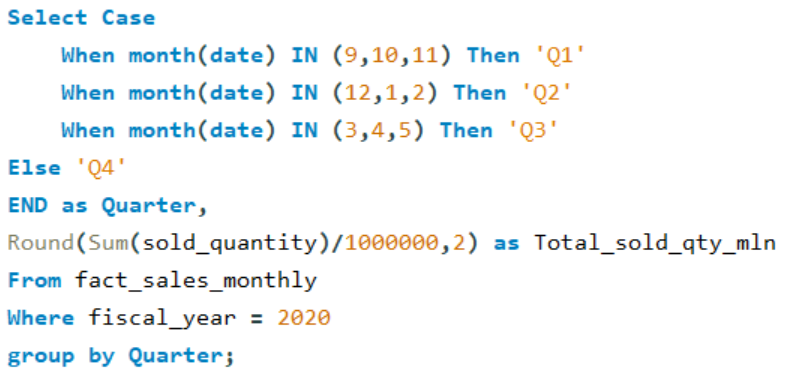 Select Case
    When month(date) IN (9,10,11) Then 'Q1'
    When month(date) IN (12,1,2) Then 'Q2'
    When month(date) IN (3,4,5) Then 'Q3'
Else 'Q4'
END as Quarter,
Round(Sum(sold_quantity)/1000000,2) as Total_sold_qty_mln
From fact_sales_monthly
Where fiscal_year = 2020
group by Quarter;